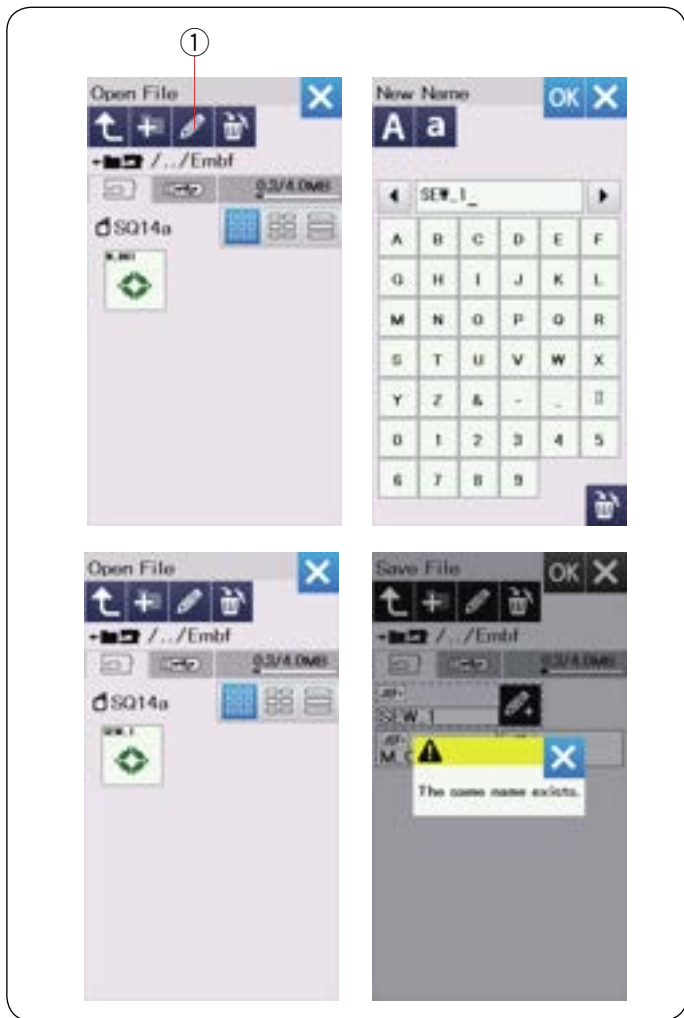 ①
Open File
/../Embf
0.3/4.0MB
SQ14a
M_001
New Name
OK
A a
SEW_1_
A B C D E F
G H I J K L
M N O P Q R
S T U V W X
Y Z & - _
0 1 2 3 4 5
6 7 8 9
Open File
/../Embf
0.3/4.0MB
SQ14a
SEW_1
Save File
OK
/../Embf
0.3/4.0MB
SEW_1
The same name exists.